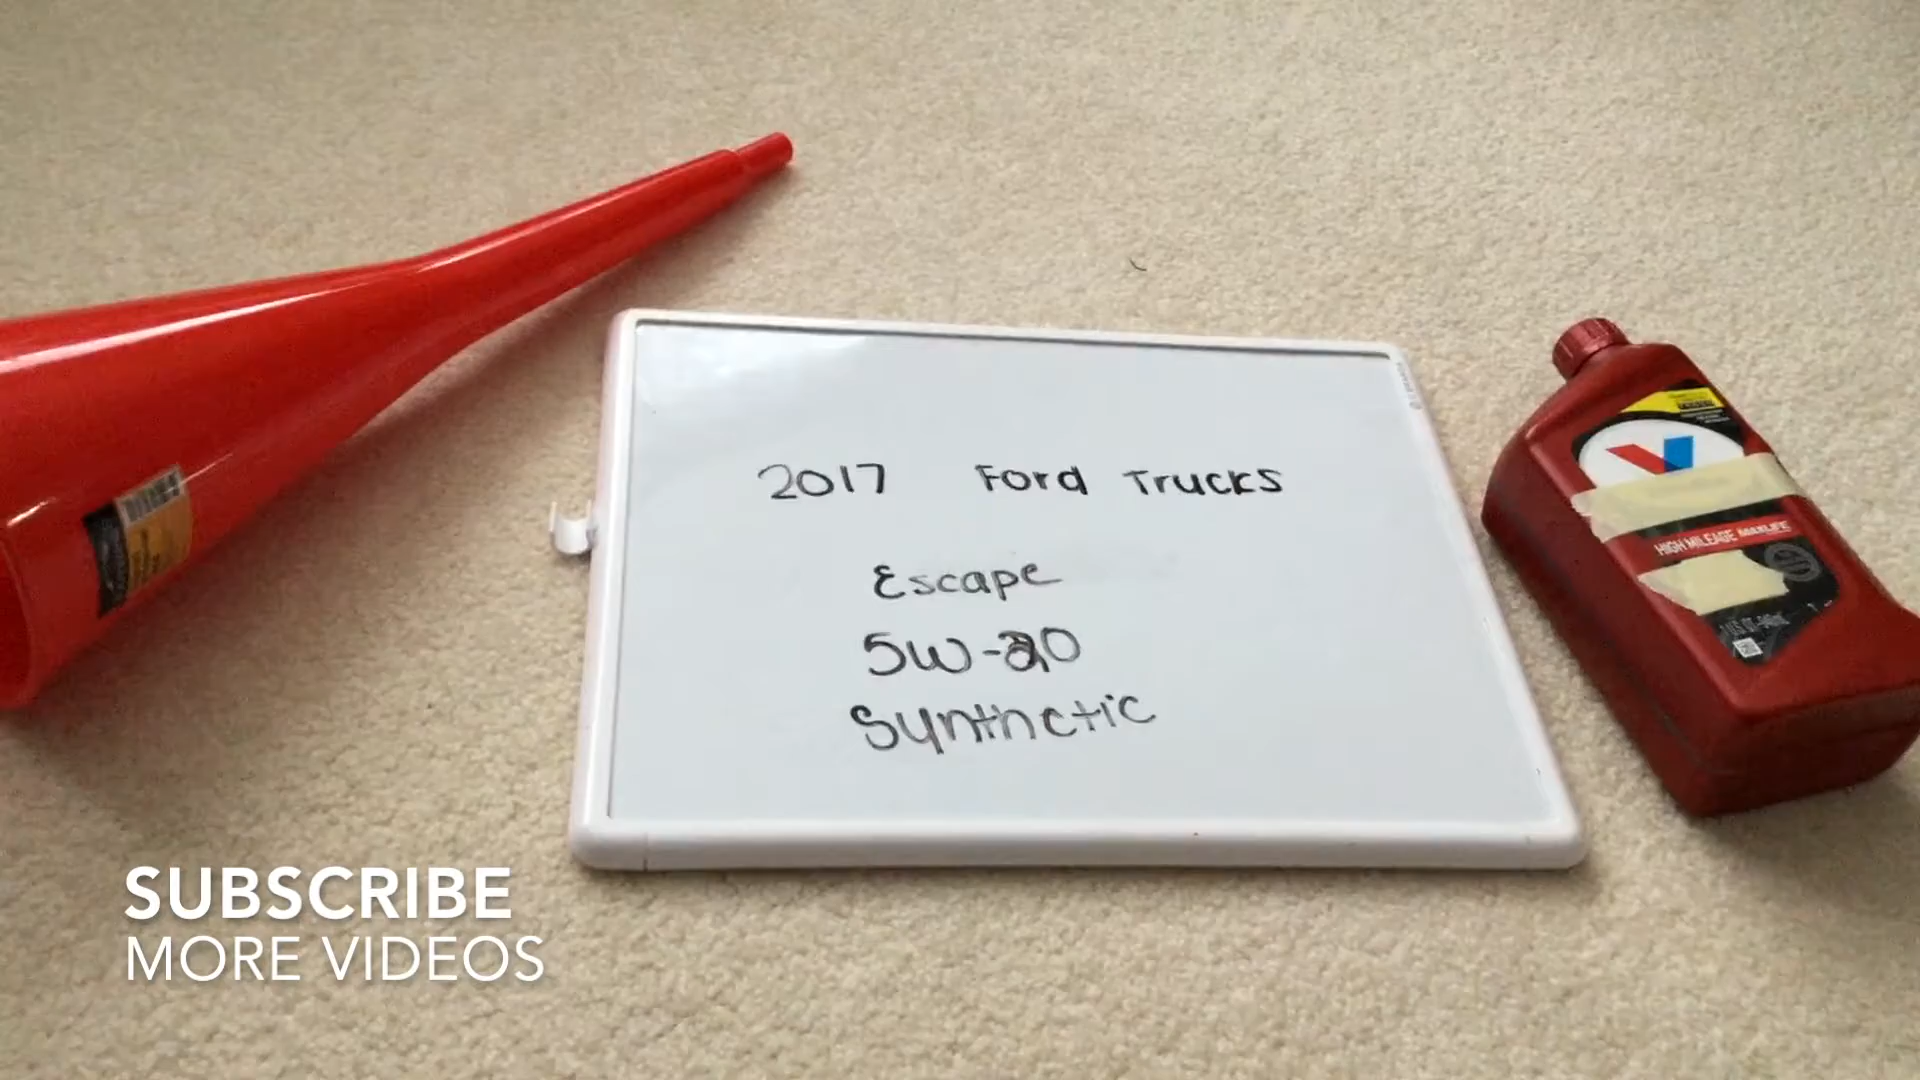 2017 Ford Trucks
Escape
5W-20
Synthetic
HIGH MILEAGE MAXLIFE
SUBSCRIBE
MORE VIDEOS